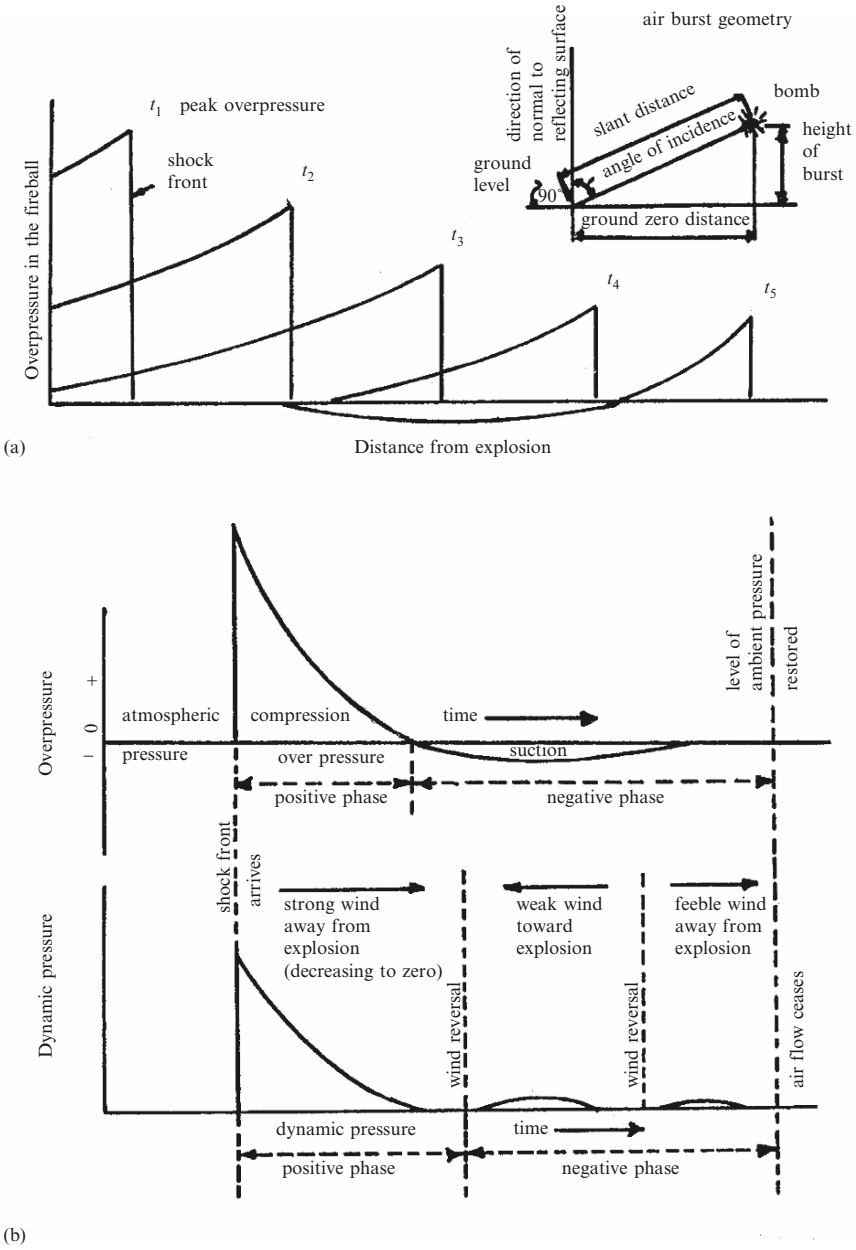 air burst geometry
direction of
normal to
reflecting surface
slant distance
bomb
angle of incidence
height
of
burst
ground
level
90°
ground zero distance
t1 peak overpressure
shock
front
t2
t3
t4
t5
Overpressure in the fireball
(a)
Distance from explosion
Overpressure
− 0 +
atmospheric
pressure
compression
over pressure
time
suction
level of
ambient pressure
restored
positive phase
negative phase
shock front
arrives
Dynamic pressure
strong wind
away from
explosion
(decreasing to zero)
weak wind
toward
explosion
feeble wind
away from
explosion
wind reversal
wind reversal
air flow ceases
dynamic pressure
time
positive phase
negative phase
(b)